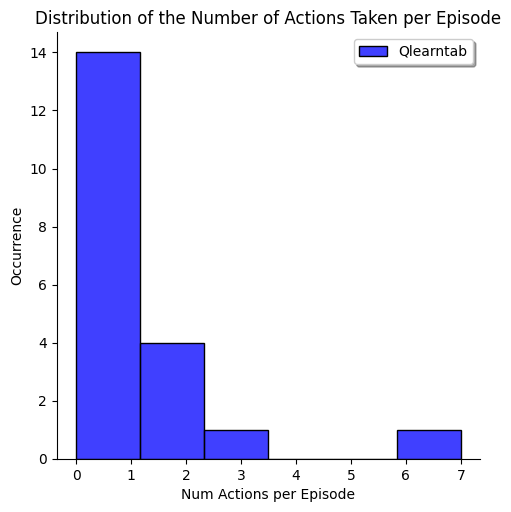 Distribution of the Number of Actions Taken per Episode
Qlearntab
14
12
10
8
6
4
2
0
Occurrence
0 1 2 3 4 5 6 7
Num Actions per Episode